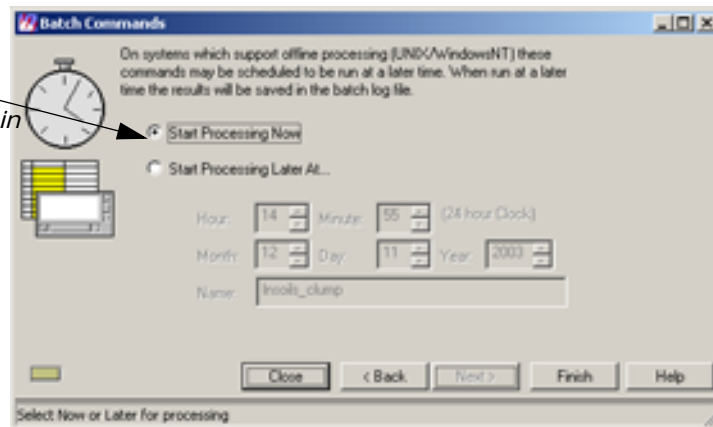 Batch Commands
On systems which support offline processing (UNIX/WindowsNT) these
commands may be scheduled to be run at a later time. When run at a later
time the results will be saved in the batch log file.
in
Start Processing Now
Start Processing Later At...
Hour: 14 Minute: 55 (24 hour Clock)
Month: 12 Day: 11 Year: 2003
Name: lnsoils_clump
Close < Back Next > Finish Help
Select Now or Later for processing